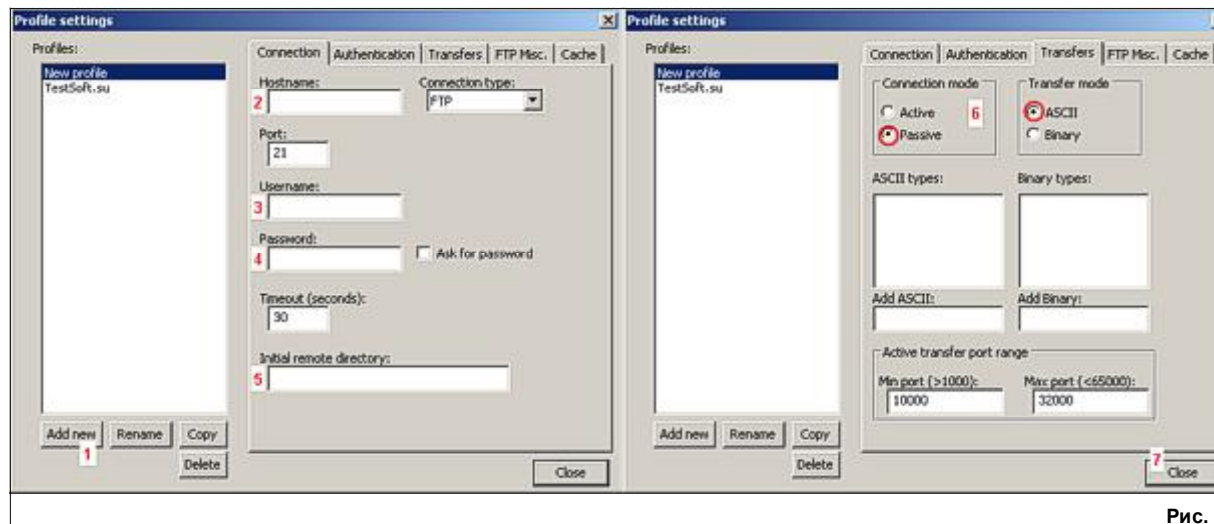 Profile settings
Profiles:
New profile
TestSoft.su
Connection Authentication Transfers FTP Misc. Cache
Hostname: Connection type:
2 FTP
Port:
21
Username:
3
Password:
4 Ask for password
Timeout (seconds):
30
Initial remote directory:
5
Add new Rename Copy
1
Delete
Close
Profile settings
Profiles:
New profile
TestSoft.su
Connection Authentication Transfers FTP Misc. Cache
Connection mode Transfer mode
Active 6 ASCII
Passive Binary
ASCII types: Binary types:
Add ASCII: Add Binary:
Active transfer port range
Min port (>1000): Max port (<65000):
10000 32000
Add new Rename Copy
Delete
7 Close
Рис.